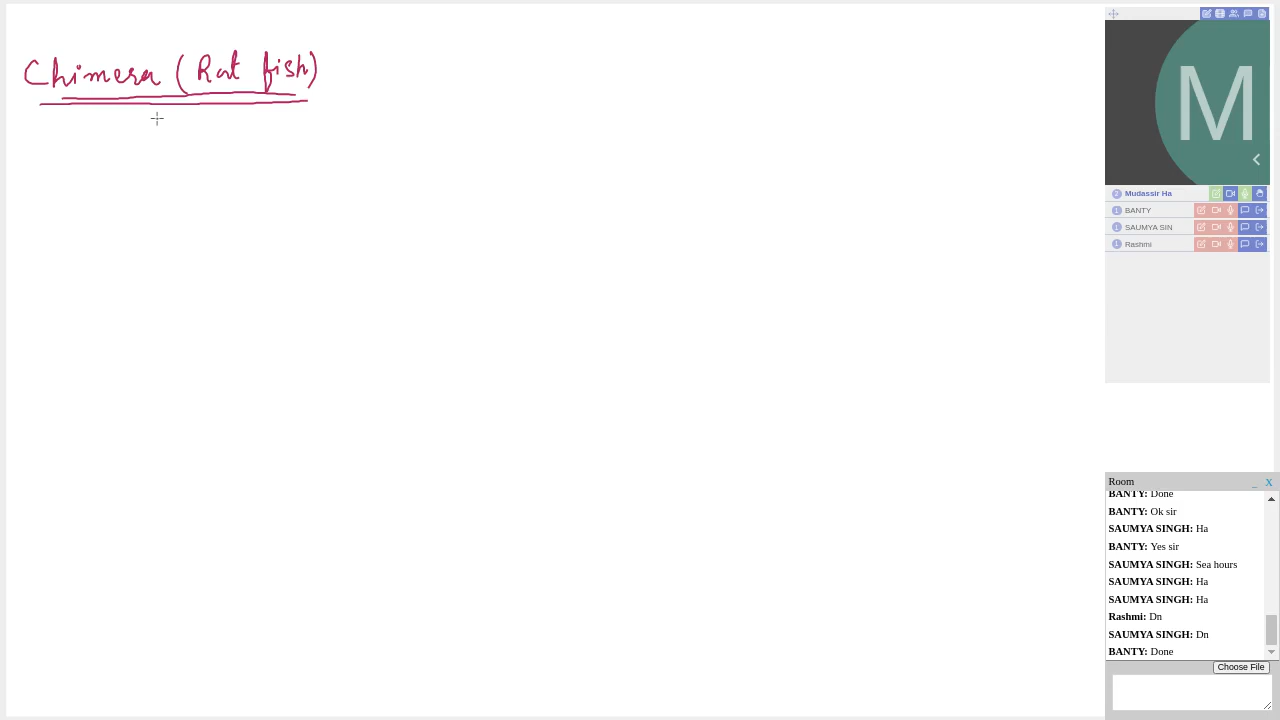 Chimera (Rat fish)
M
Mudassir Ha
BANTY
SAUMYA SIN
Rashmi
Room
_ X
BANTY: Done
BANTY: Ok sir
SAUMYA SINGH: Ha
BANTY: Yes sir
SAUMYA SINGH: Sea hours
SAUMYA SINGH: Ha
SAUMYA SINGH: Ha
Rashmi: Dn
SAUMYA SINGH: Dn
BANTY: Done
Choose File